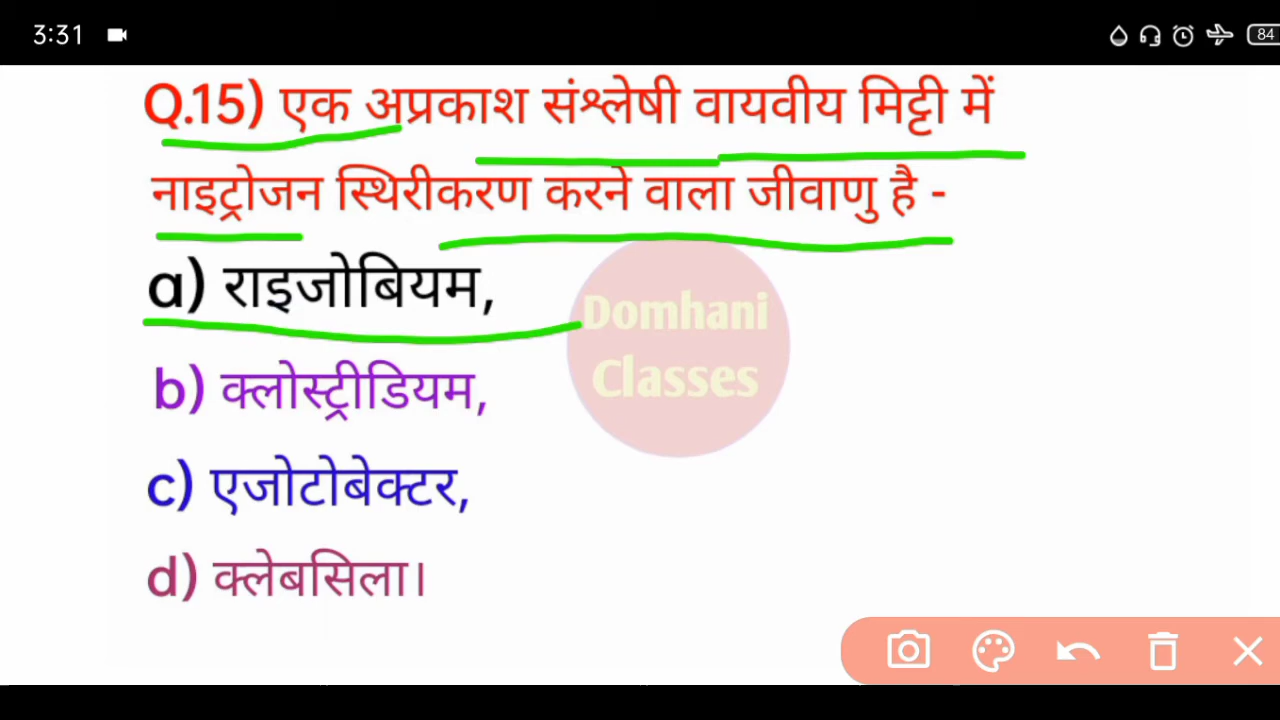 3:31
84
Q.15) एक अप्रकाश संश्लेषी वायवीय मिट्टी में
नाइट्रोजन स्थिरीकरण करने वाला जीवाणु है -
a) राइजोबियम,
Domhani
Classes
b) क्लोस्ट्रीडियम,
c) एजोटोबेक्टर,
d) क्लेबसिला।